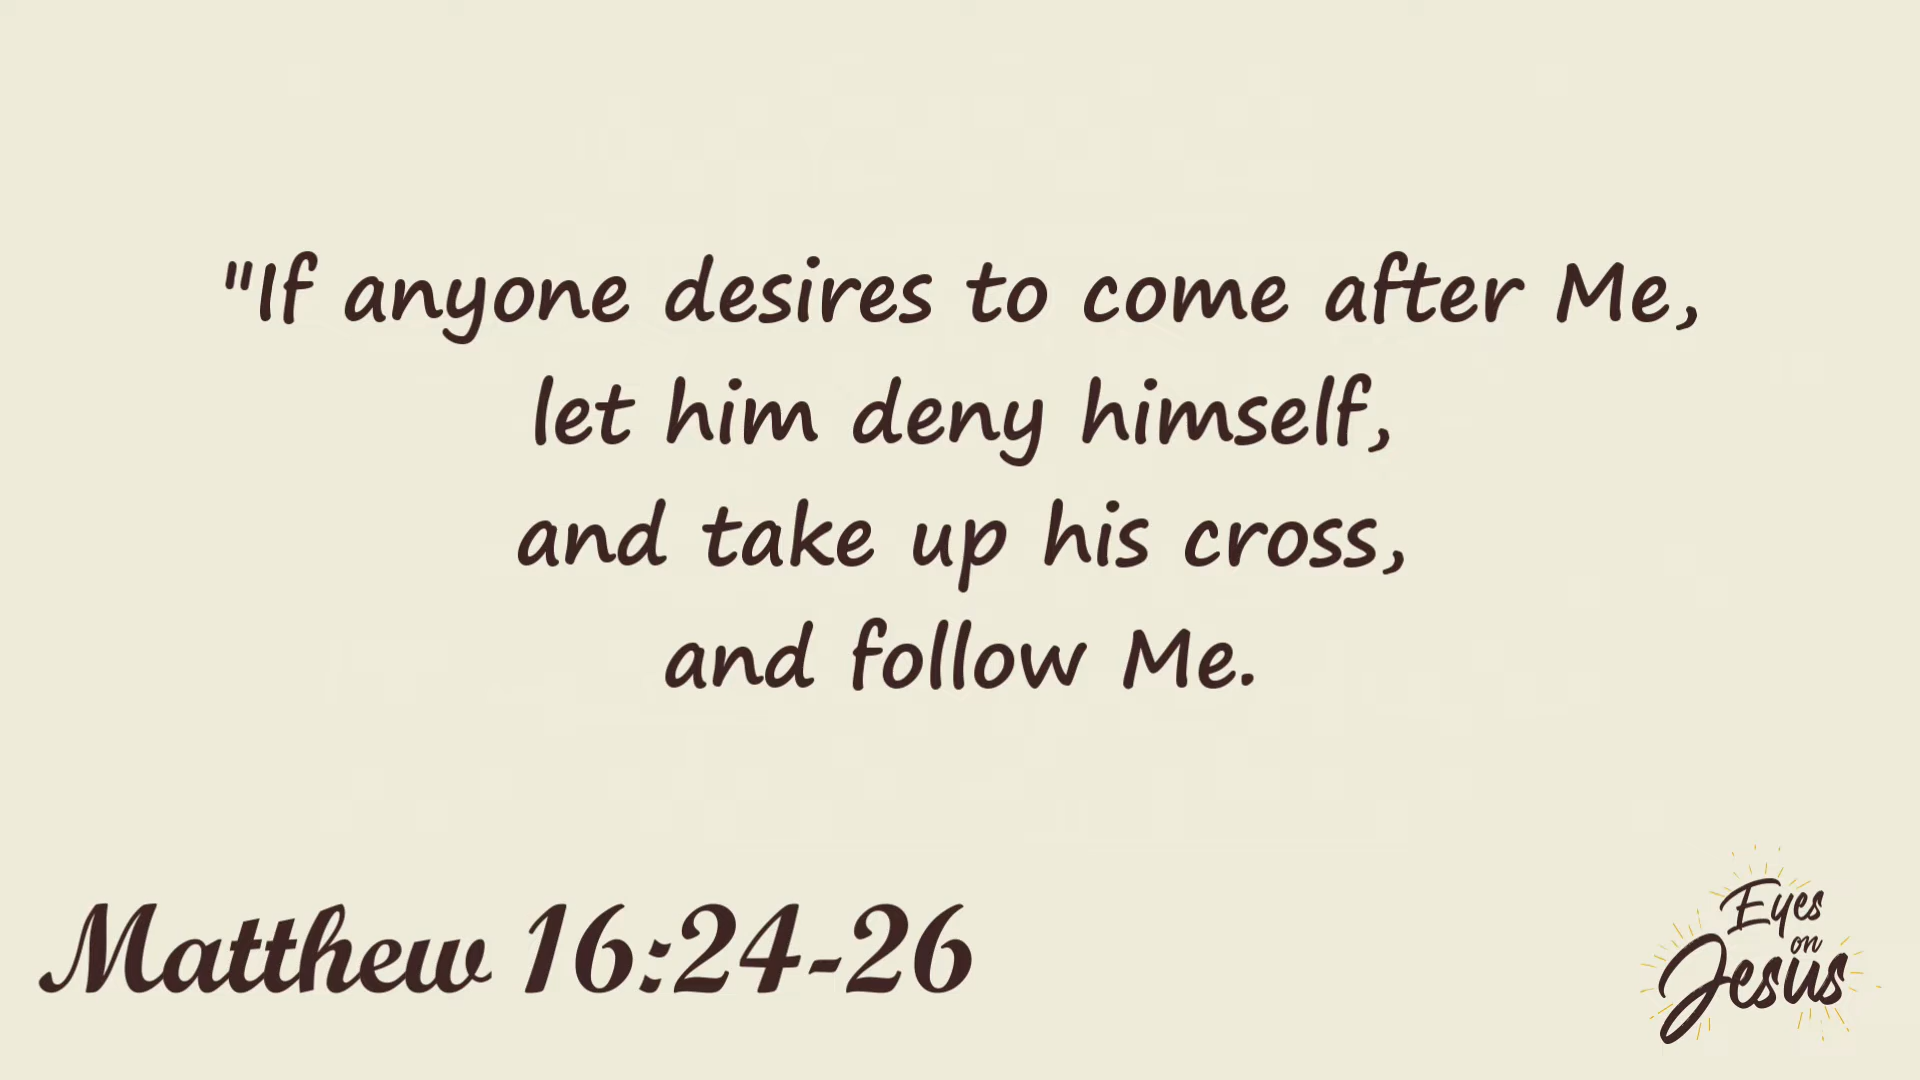 "If anyone desires to come after Me,
let him deny himself,
and take up his cross,
and follow Me.
Matthew 16:24-26
Eyes
on
Jesus